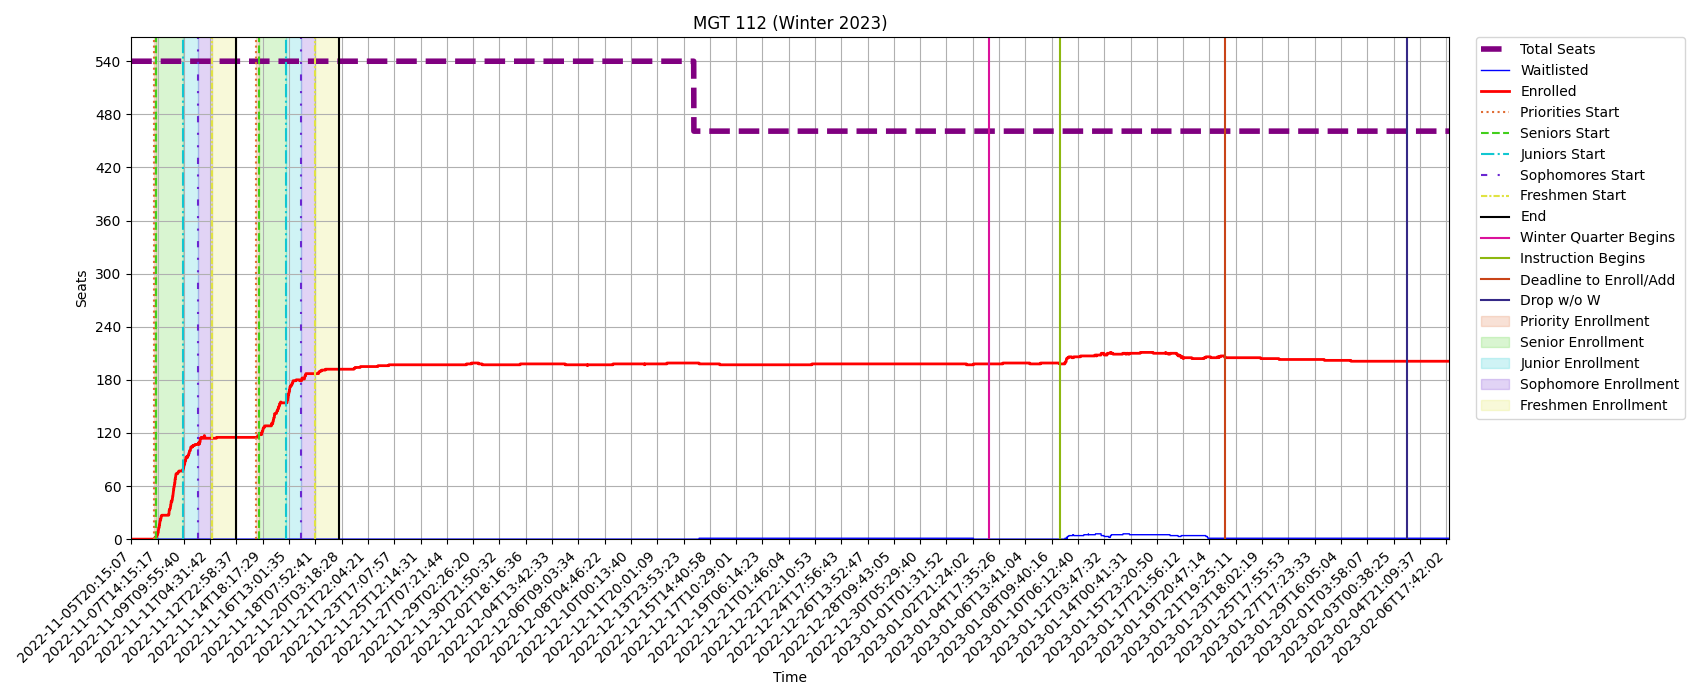 MGT 112 (Winter 2023)
Seats
540
480
420
360
300
240
180
120
60
0
2022-11-05T20:15:07
2022-11-07T14:15:17
2022-11-09T09:55:40
2022-11-11T04:31:42
2022-11-12T22:58:37
2022-11-14T18:17:29
2022-11-16T13:01:35
2022-11-18T07:52:41
2022-11-20T03:18:28
2022-11-21T22:04:21
2022-11-23T17:07:57
2022-11-25T12:14:31
2022-11-27T07:21:44
2022-11-29T02:26:20
2022-11-30T21:50:32
2022-12-02T18:16:36
2022-12-04T13:42:33
2022-12-06T09:03:34
2022-12-08T04:46:22
2022-12-10T00:13:40
2022-12-11T20:01:09
2022-12-13T23:53:23
2022-12-15T14:40:58
2022-12-17T10:29:01
2022-12-19T06:14:23
2022-12-21T01:46:04
2022-12-22T22:10:53
2022-12-24T17:56:43
2022-12-26T13:52:47
2022-12-28T09:43:05
2022-12-30T05:29:40
2023-01-01T01:31:52
2023-01-02T21:24:02
2023-01-04T17:35:26
2023-01-06T13:41:04
2023-01-08T09:40:16
2023-01-10T06:12:40
2023-01-12T03:47:32
2023-01-14T00:41:31
2023-01-15T23:20:50
2023-01-17T21:56:12
2023-01-19T20:47:14
2023-01-21T19:25:11
2023-01-23T18:02:19
2023-01-25T17:55:53
2023-01-27T17:23:33
2023-01-29T16:05:04
2023-02-01T03:58:07
2023-02-03T00:38:25
2023-02-04T21:09:37
2023-02-06T17:42:02
Time
Total Seats
Waitlisted
Enrolled
Priorities Start
Seniors Start
Juniors Start
Sophomores Start
Freshmen Start
End
Winter Quarter Begins
Instruction Begins
Deadline to Enroll/Add
Drop w/o W
Priority Enrollment
Senior Enrollment
Junior Enrollment
Sophomore Enrollment
Freshmen Enrollment